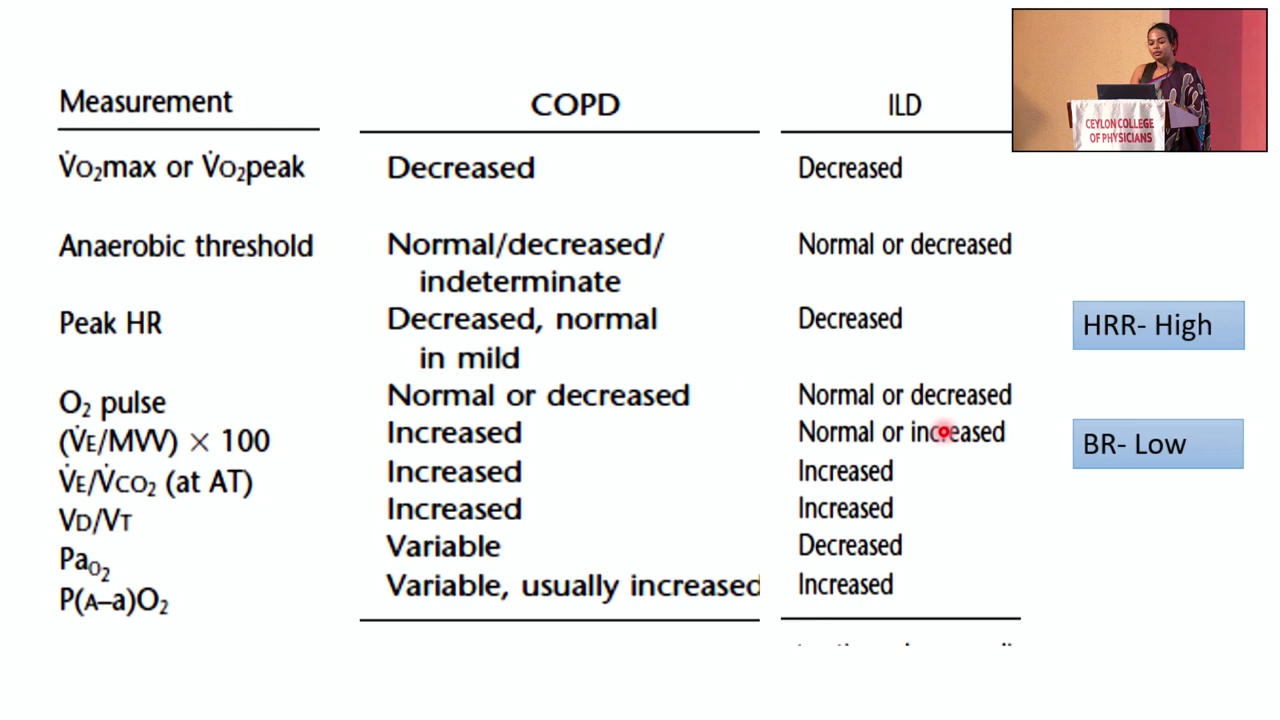 Measurement COPD ILD
V̇O₂max or V̇O₂peak Decreased Decreased
Anaerobic threshold Normal/decreased/ Normal or decreased
indeterminate
Peak HR Decreased, normal Decreased
in mild
HRR- High
O₂ pulse Normal or decreased Normal or decreased
(V̇E/MVV) × 100 Increased Normal or increased
BR- Low
V̇E/V̇CO₂ (at AT) Increased Increased
VD/VT Increased Increased
PaO₂ Variable Decreased
P(A–a)O₂ Variable, usually increased Increased
CEYLON COLLEGE
OF PHYSICIANS